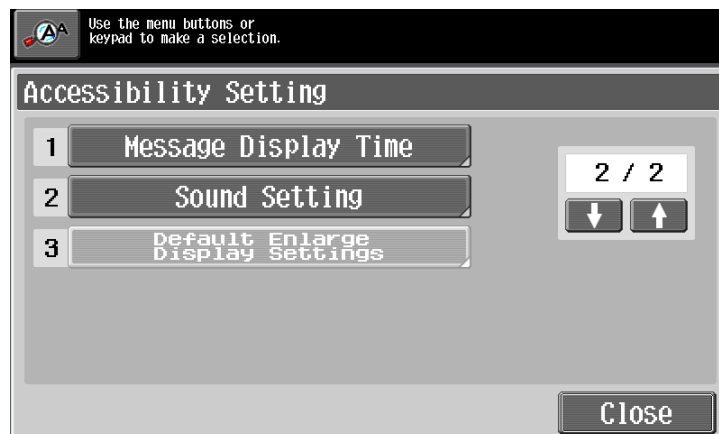 Use the menu buttons or
keypad to make a selection.
Accessibility Setting
1 Message Display Time
2 / 2
2 Sound Setting
3 Default Enlarge
Display Settings
Close